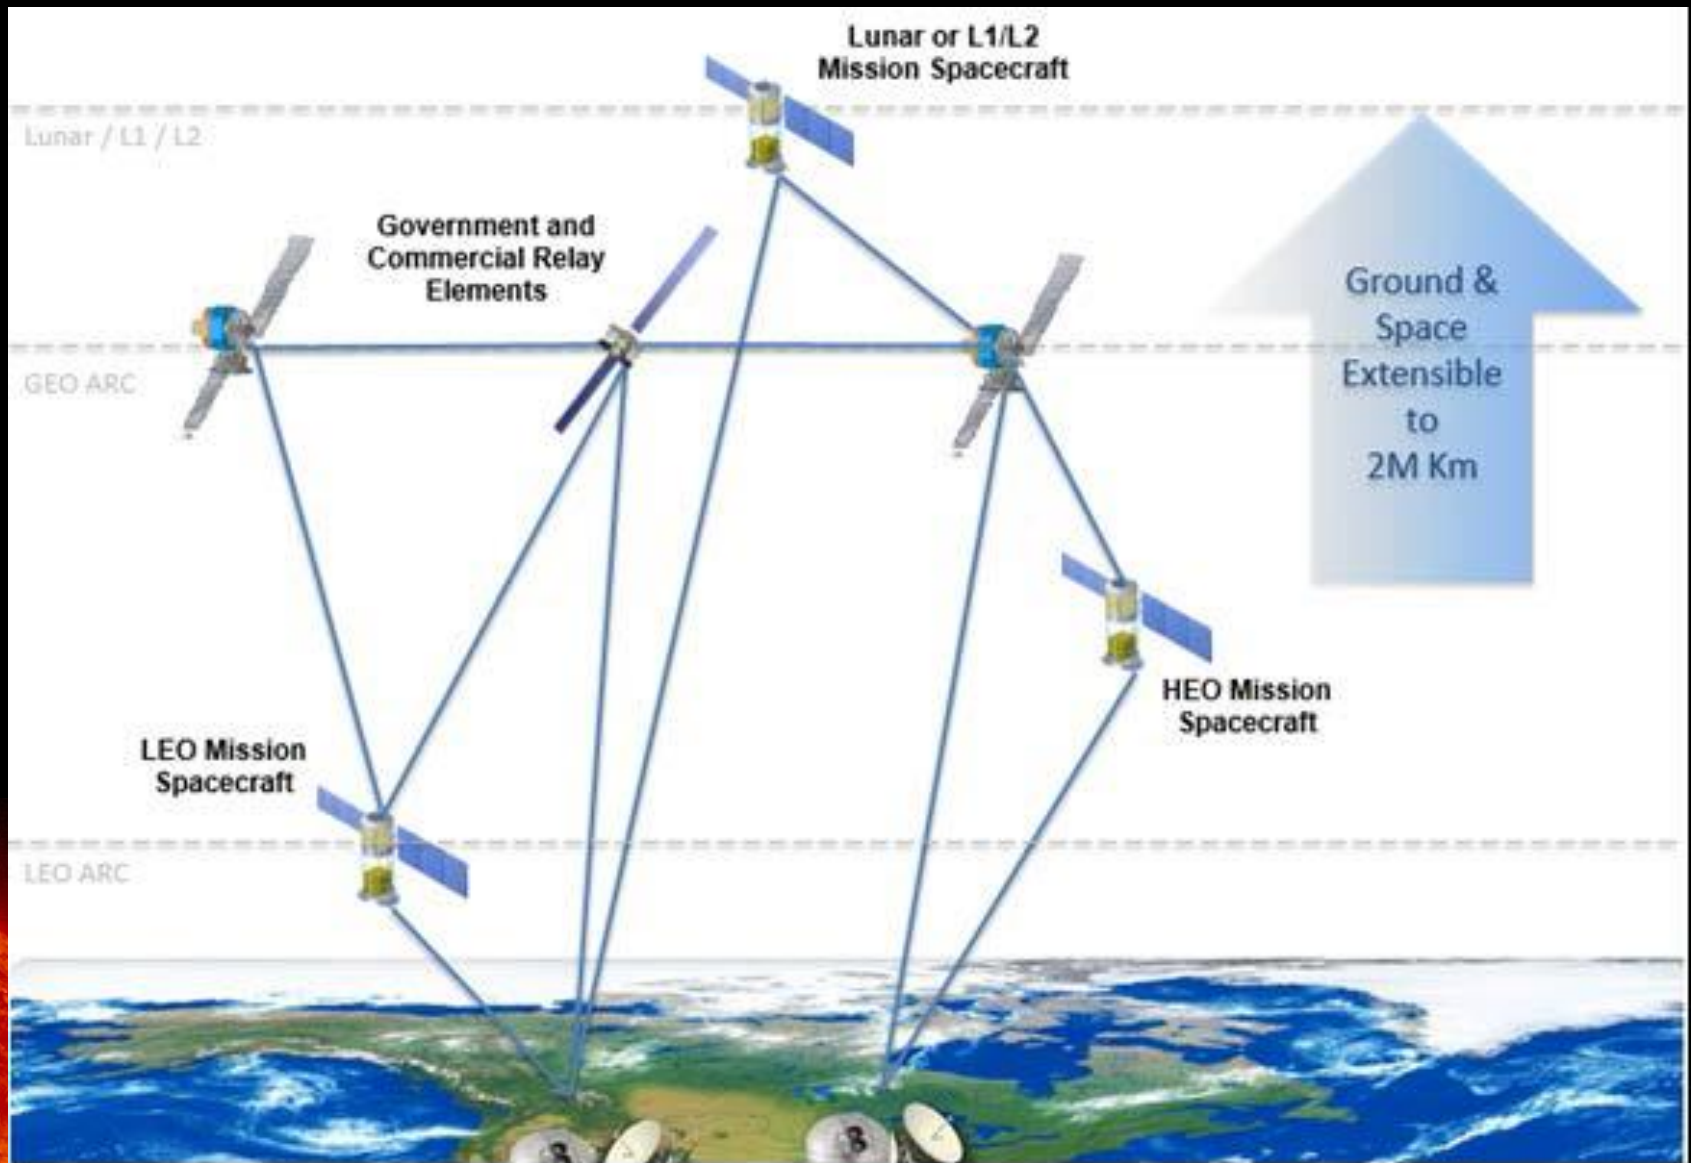 Lunar or L1/L2
Mission Spacecraft
Lunar / L1 / L2
Government and
Commercial Relay
Elements
Ground &
Space
Extensible
to
2M Km
GEO ARC
HEO Mission
Spacecraft
LEO Mission
Spacecraft
LEO ARC